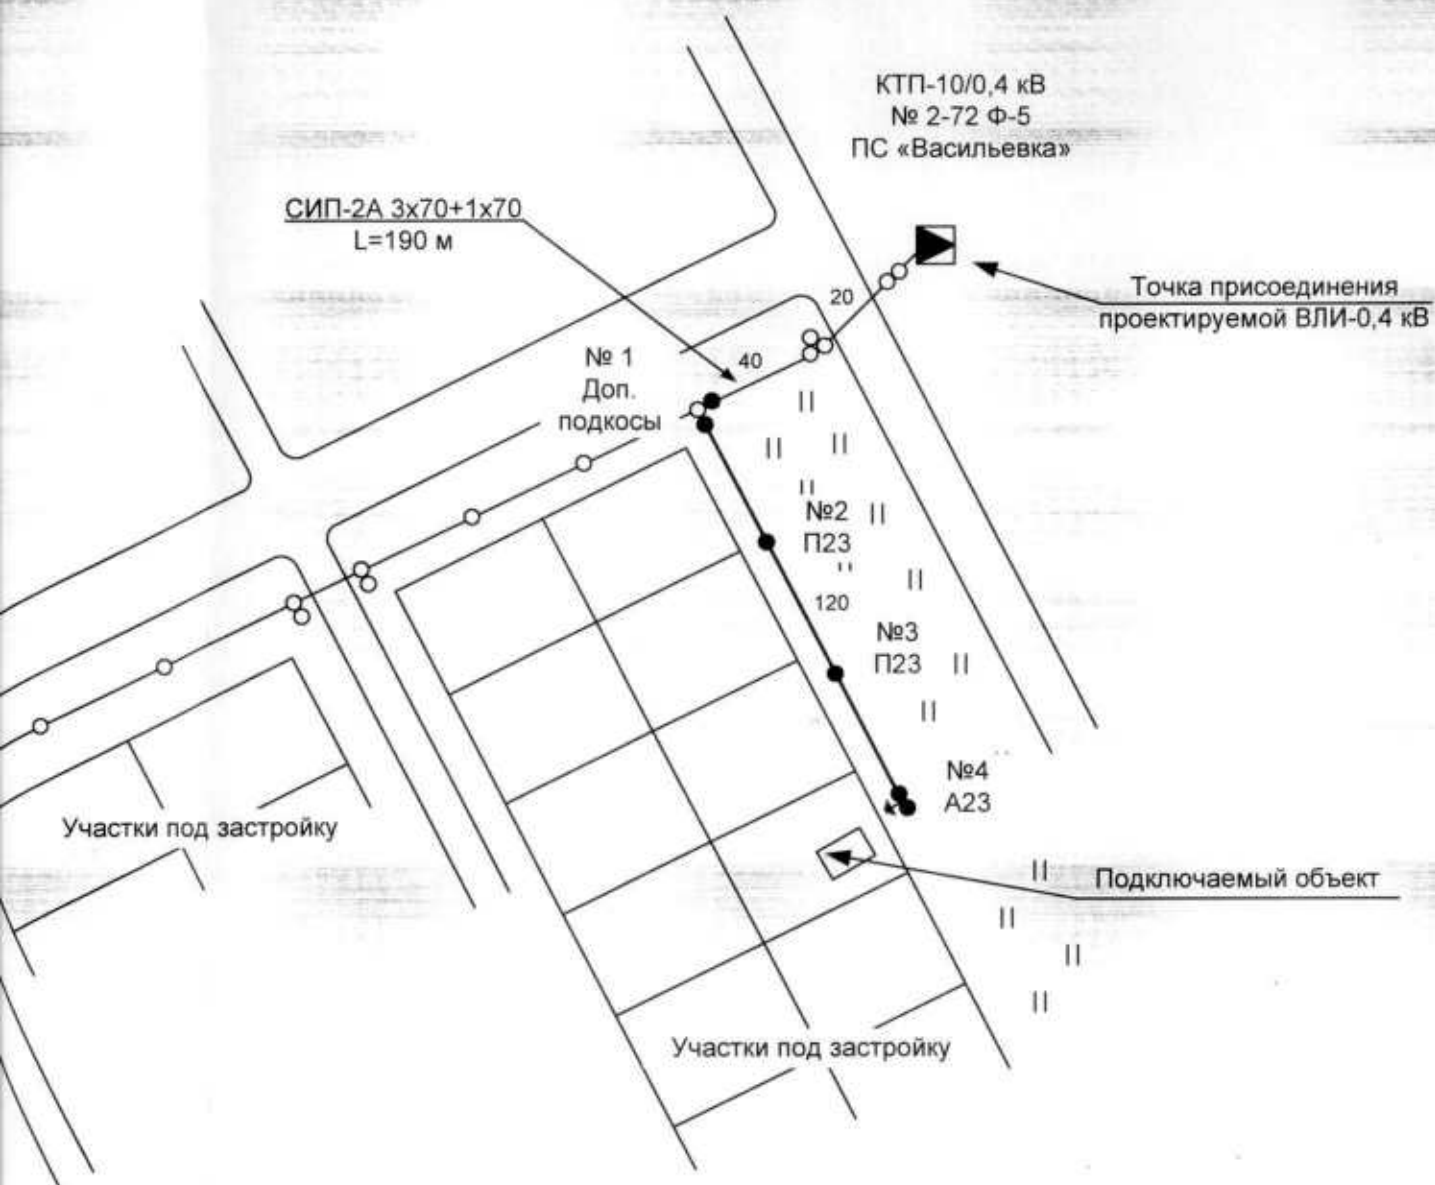 КТП-10/0,4 кВ
№ 2-72 Ф-5
ПС «Васильевка»
СИП-2А 3х70+1х70
L=190 м
Точка присоединения
проектируемой ВЛИ-0,4 кВ
20
40
№ 1
Доп.
подкосы
№2
П23
120
№3
П23
№4
А23
Участки под застройку
Подключаемый объект
Участки под застройку